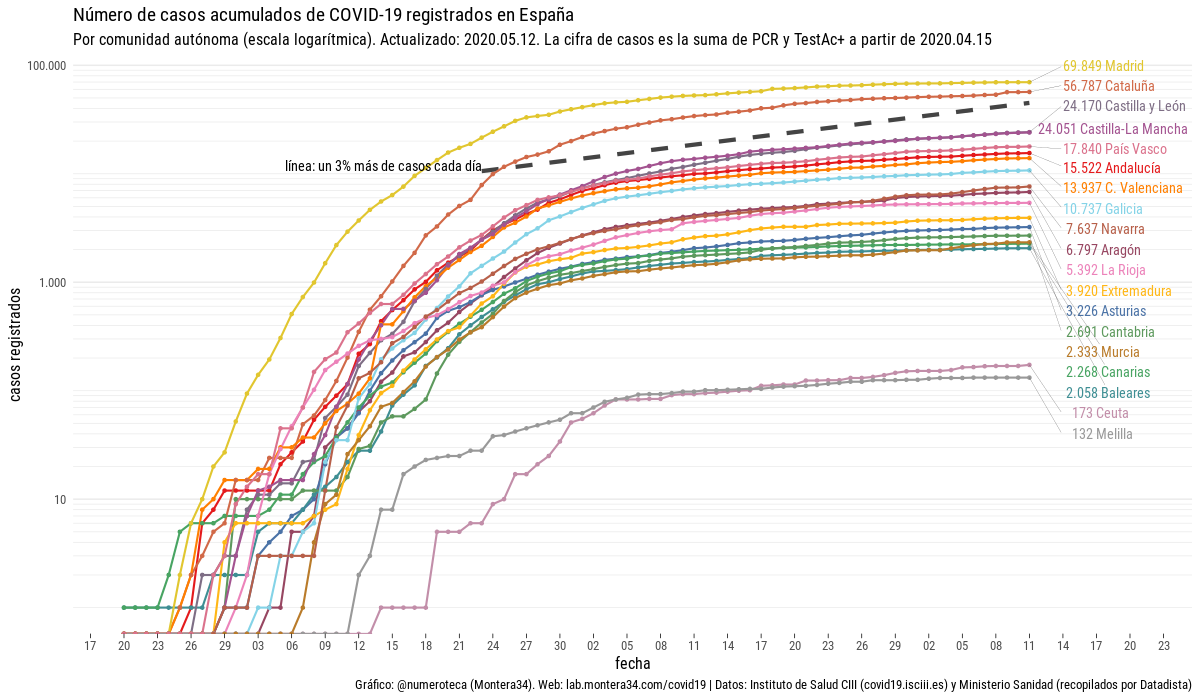 Número de casos acumulados de COVID-19 registrados en España
Por comunidad autónoma (escala logarítmica). Actualizado: 2020.05.12. La cifra de casos es la suma de PCR y TestAc+ a partir de 2020.04.15
100.000
1.000
10
casos registrados
línea: un 3% más de casos cada día
69.849 Madrid
56.787 Cataluña
24.170 Castilla y León
24.051 Castilla-La Mancha
17.840 País Vasco
15.522 Andalucía
13.937 C. Valenciana
10.737 Galicia
7.637 Navarra
6.797 Aragón
5.392 La Rioja
3.920 Extremadura
3.226 Asturias
2.691 Cantabria
2.333 Murcia
2.268 Canarias
2.058 Baleares
173 Ceuta
132 Melilla
17 20 23 26 29 03 06 09 12 15 18 21 24 27 30 02 05 08 11 14 17 20 23 26 29 02 05 08 11 14 17 20 23
fecha
Gráfico: @numeroteca (Montera34). Web: lab.montera34.com/covid19 | Datos: Instituto de Salud CIII (covid19.isciii.es) y Ministerio Sanidad (recopilados por Datadista)